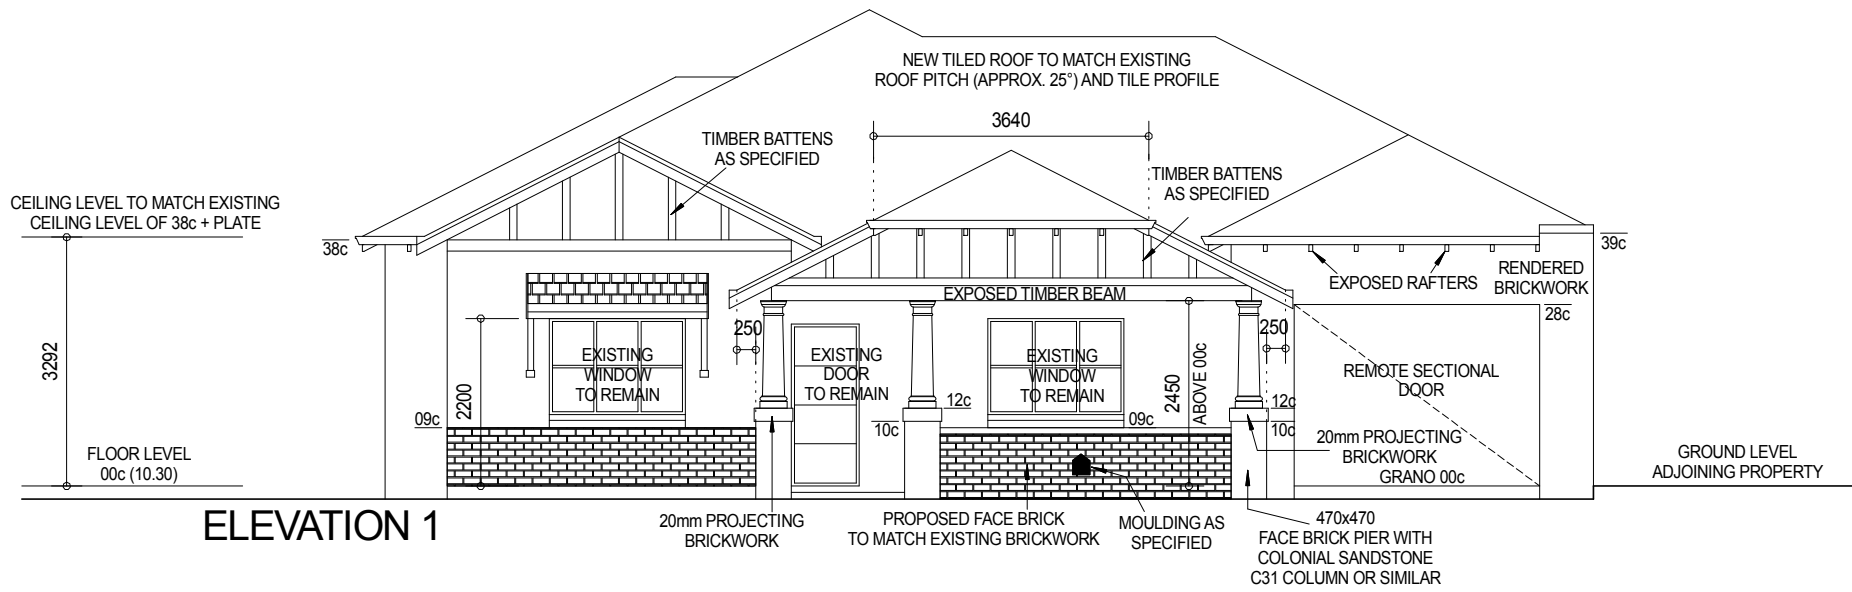 NEW TILED ROOF TO MATCH EXISTING
ROOF PITCH (APPROX. 25°) AND TILE PROFILE
3640
TIMBER BATTENS
AS SPECIFIED
TIMBER BATTENS
AS SPECIFIED
CEILING LEVEL TO MATCH EXISTING
CEILING LEVEL OF 38c + PLATE
38c
39c
EXPOSED RAFTERS
RENDERED
BRICKWORK
EXPOSED TIMBER BEAM
28c
3292
2200
250
250
EXISTING
WINDOW
TO REMAIN
EXISTING
DOOR
TO REMAIN
EXISTING
WINDOW
TO REMAIN
2450
ABOVE 00c
REMOTE SECTIONAL
DOOR
09c
12c
10c
09c
12c
10c
20mm PROJECTING
BRICKWORK
GRANO 00c
FLOOR LEVEL
00c (10.30)
GROUND LEVEL
ADJOINING PROPERTY
ELEVATION 1
20mm PROJECTING
BRICKWORK
PROPOSED FACE BRICK
TO MATCH EXISTING BRICKWORK
MOULDING AS
SPECIFIED
470x470
FACE BRICK PIER WITH
COLONIAL SANDSTONE
C31 COLUMN OR SIMILAR